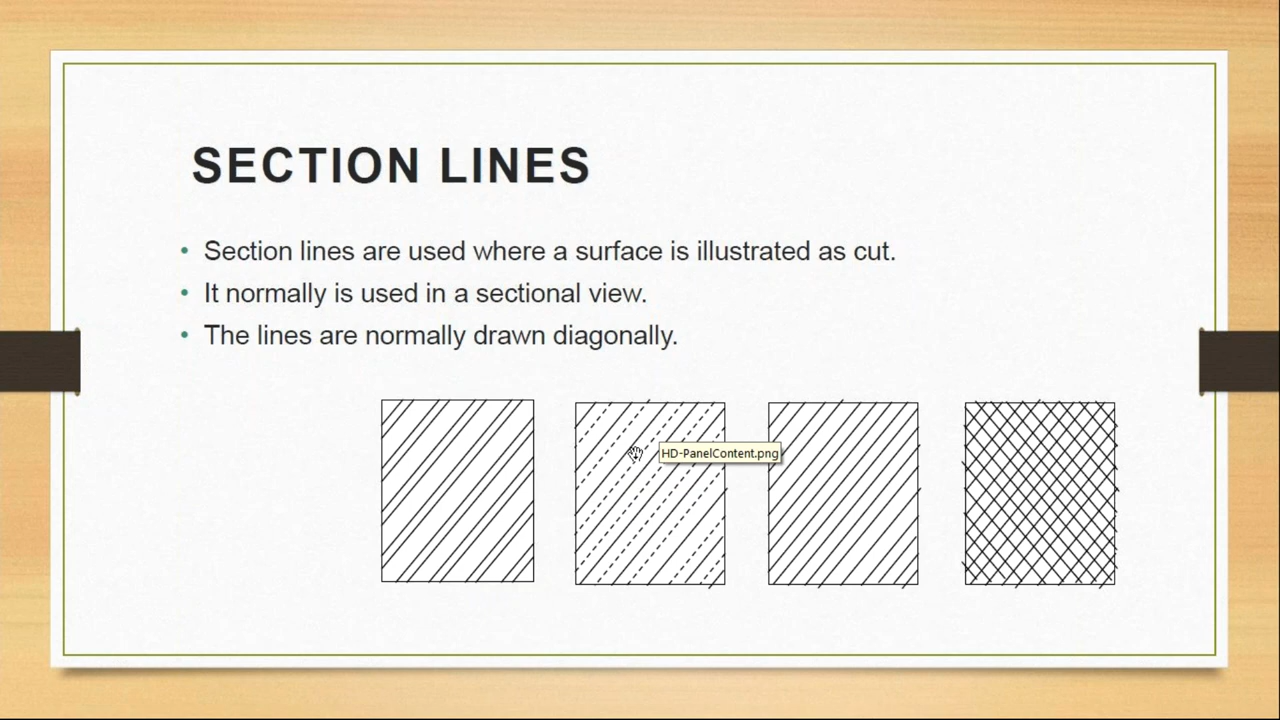 SECTION LINES
• Section lines are used where a surface is illustrated as cut.
• It normally is used in a sectional view.
• The lines are normally drawn diagonally.
HD-PanelContent.png